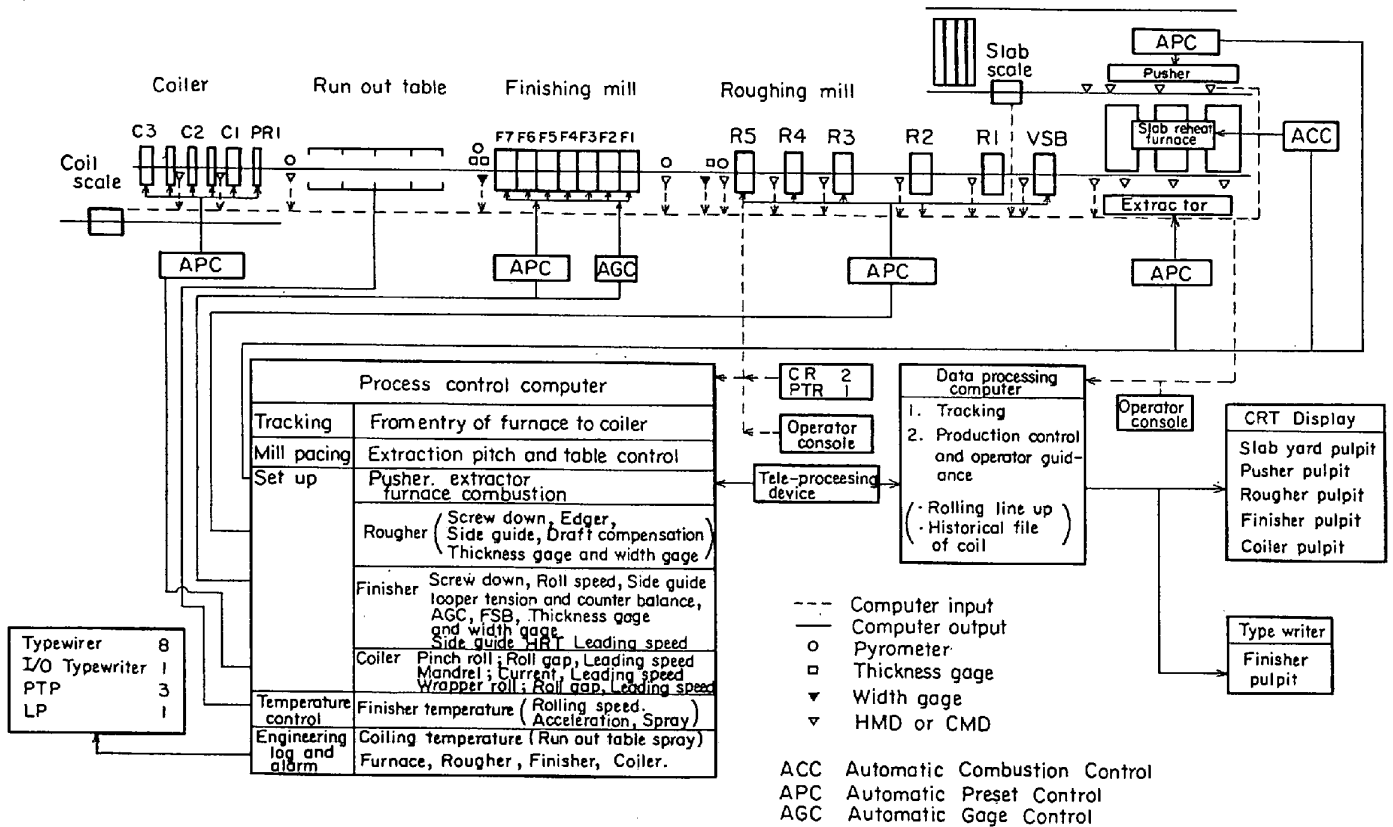 APC
Pusher
Slab scale
Slab reheat furnace
ACC
Coiler
Run out table
Finishing mill
Roughing mill
C3 C2 C1 PR1
F7 F6 F5 F4 F3 F2 F1
R5 R4 R3 R2 R1 VSB
Coil scale
Extractor
APC
APC
AGC
APC
APC
Process control computer
Tracking
From entry of furnace to coiler
Mill pacing
Extraction pitch and table control
Set up
Pusher. extractor
furnace combustion
Rougher
Screw down, Edger,
Side guide, Draft compensation
Thickness gage and width gage
Finisher
Screw down, Roll speed, Side guide
looper tension and counter balance,
AGC, FSB, Thickness gage
and width gage
Side guide HRT Leading speed
Coiler Pinch roll; Roll gap, Leading speed
Mandrel; Current, Leading speed
Wrapper roll; Roll gap, Leading speed
Temperature control
Finisher temperature (Rolling speed.
Acceleration, Spray)
Engineering log and alarm
Coiling temperature (Run out table spray)
Furnace, Rougher, Finisher, Coiler.
Typewirer 8
I/O Typewriter 1
PTP 3
LP 1
CR 2
PTR 1
Operator console
Tele-proceesing device
Data processing
computer
1. Tracking
2. Production control
and operator guid-
ance
(· Rolling line up
· Historical file
of coil)
Operator console
CRT Display
Slab yard pulpit
Pusher pulpit
Rougher pulpit
Finisher pulpit
Coiler pulpit
Type writer
Finisher
pulpit
Computer input
Computer output
Pyrometer
Thickness gage
Width gage
HMD or CMD
ACC Automatic Combustion Control
APC Automatic Preset Control
AGC Automatic Gage Control